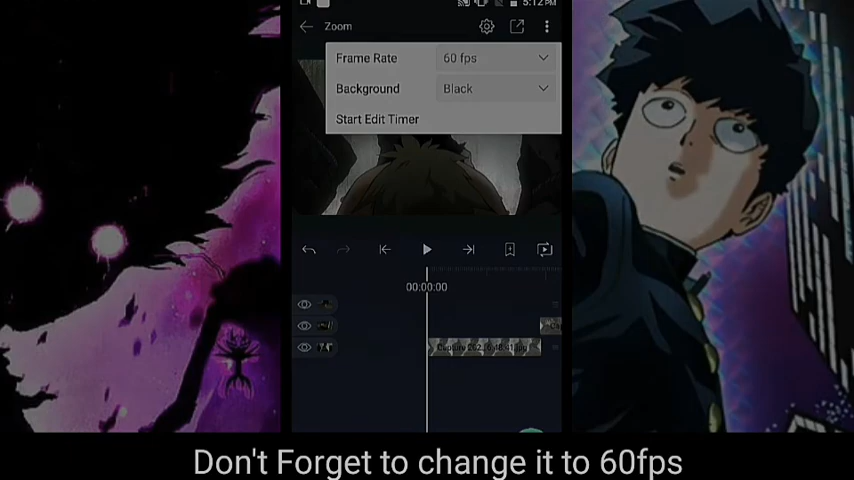 5:12 PM
Zoom
Frame Rate 60 fps
Background Black
Start Edit Timer
00:00:00
Don't Forget to change it to 60fps